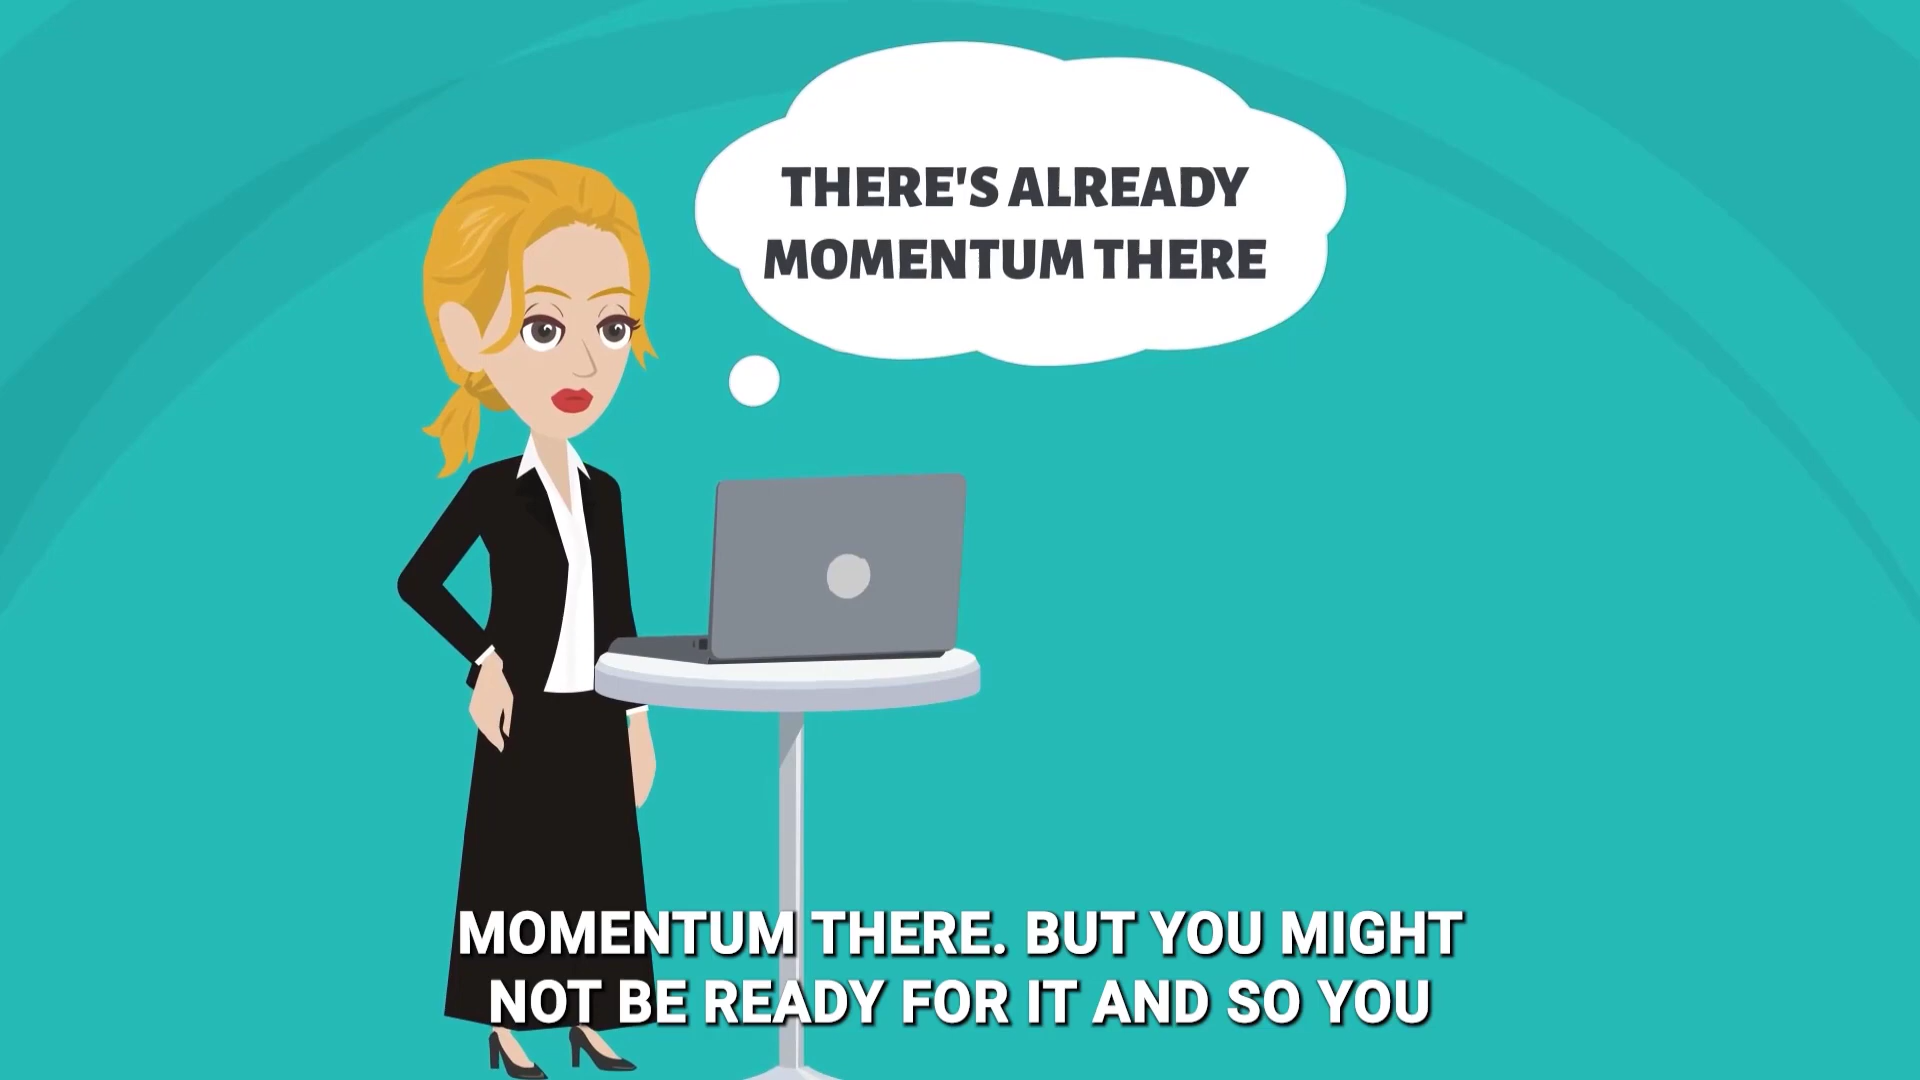 THERE'S ALREADY
MOMENTUM THERE
MOMENTUM THERE. BUT YOU MIGHT
NOT BE READY FOR IT AND SO YOU